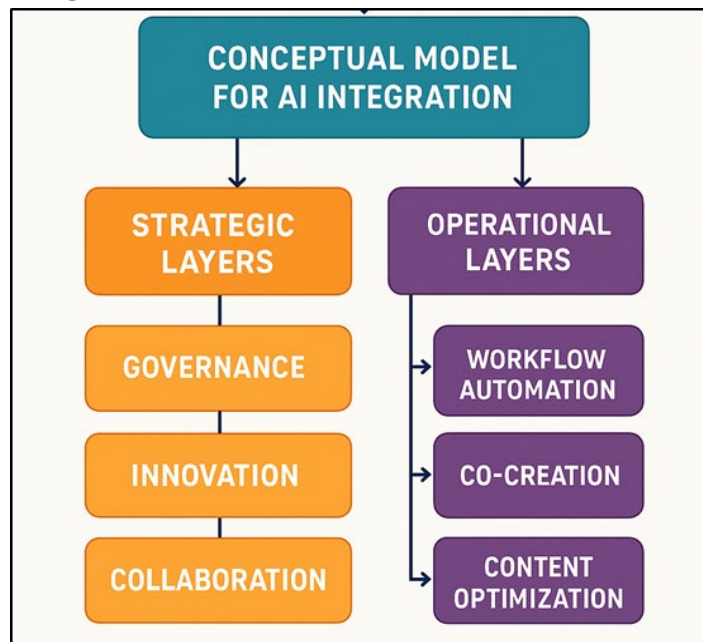 CONCEPTUAL MODEL
FOR AI INTEGRATION
STRATEGIC
LAYERS
GOVERNANCE
INNOVATION
COLLABORATION
OPERATIONAL
LAYERS
WORKFLOW
AUTOMATION
CO-CREATION
CONTENT
OPTIMIZATION